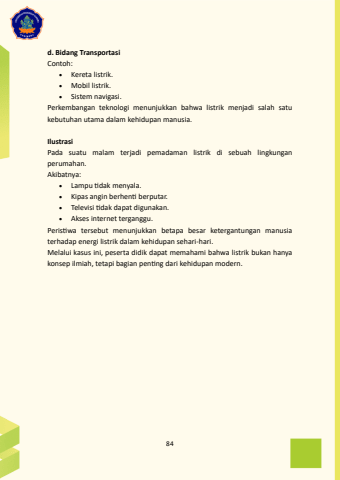 d. Bidang Transportasi
Contoh:
• Kereta listrik.
• Mobil listrik.
• Sistem navigasi.
Perkembangan teknologi menunjukkan bahwa listrik menjadi salah satu
kebutuhan utama dalam kehidupan manusia.
Ilustrasi
Pada suatu malam terjadi pemadaman listrik di sebuah lingkungan
perumahan.
Akibatnya:
• Lampu tidak menyala.
• Kipas angin berhenti berputar.
• Televisi tidak dapat digunakan.
• Akses internet terganggu.
Peristiwa tersebut menunjukkan betapa besar ketergantungan manusia
terhadap energi listrik dalam kehidupan sehari-hari.
Melalui kasus ini, peserta didik dapat memahami bahwa listrik bukan hanya
konsep ilmiah, tetapi bagian penting dari kehidupan modern.
84